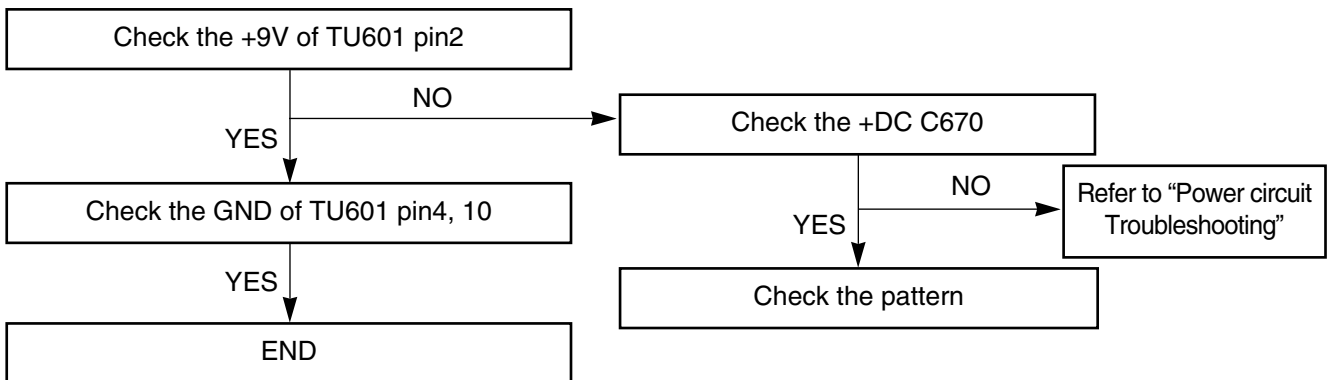 Check the +9V of TU601 pin2
NO
YES
Check the +DC C670
Check the GND of TU601 pin4, 10
NO
YES
Refer to “Power circuit
Troubleshooting”
YES
Check the pattern
END